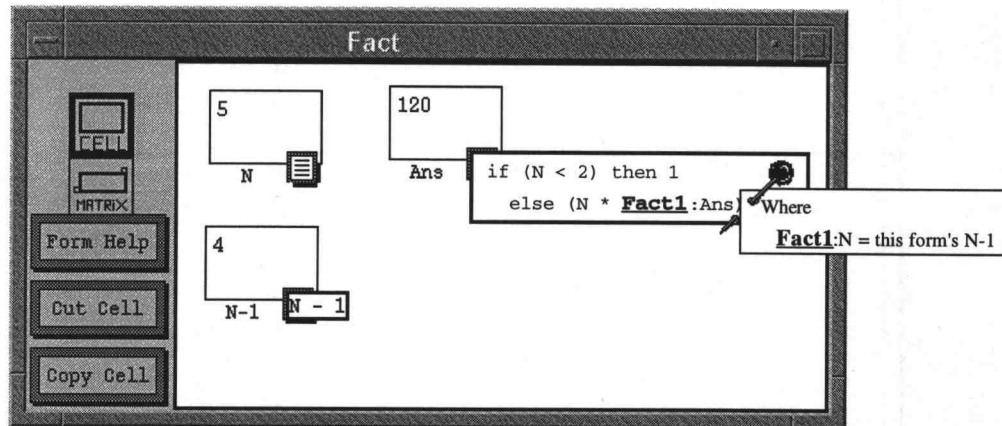 Fact
CELL
MATRIX
Form Help
Cut Cell
Copy Cell
5
N
120
Ans
if (N < 2) then 1
else (N * Fact1:Ans)
Where
Fact1:N = this form's N-1
4
N-1
N - 1